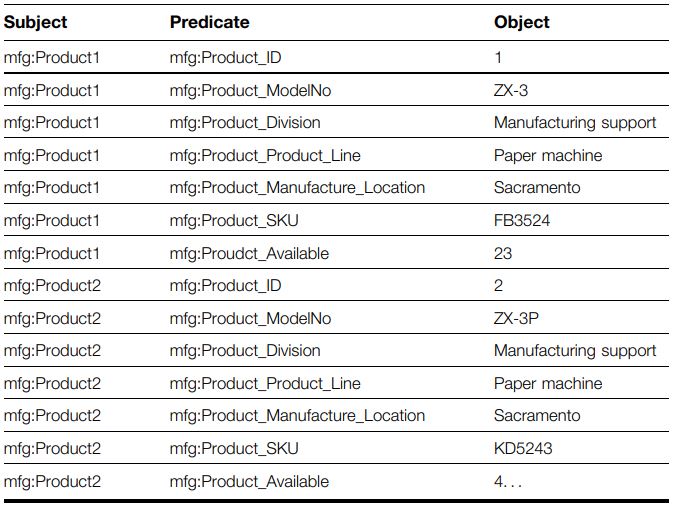 Subject Predicate Object
mfg:Product1 mfg:Product_ID 1
mfg:Product1 mfg:Product_ModelNo ZX-3
mfg:Product1 mfg:Product_Division Manufacturing support
mfg:Product1 mfg:Product_Product_Line Paper machine
mfg:Product1 mfg:Product_Manufacture_Location Sacramento
mfg:Product1 mfg:Product_SKU FB3524
mfg:Product1 mfg:Proudct_Available 23
mfg:Product2 mfg:Product_ID 2
mfg:Product2 mfg:Product_ModelNo ZX-3P
mfg:Product2 mfg:Product_Division Manufacturing support
mfg:Product2 mfg:Product_Product_Line Paper machine
mfg:Product2 mfg:Product_Manufacture_Location Sacramento
mfg:Product2 mfg:Product_SKU KD5243
mfg:Product2 mfg:Product_Available 4. . .